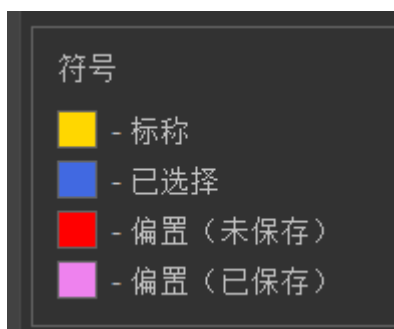 符号
- 标称
- 已选择
- 偏置（未保存）
- 偏置（已保存）